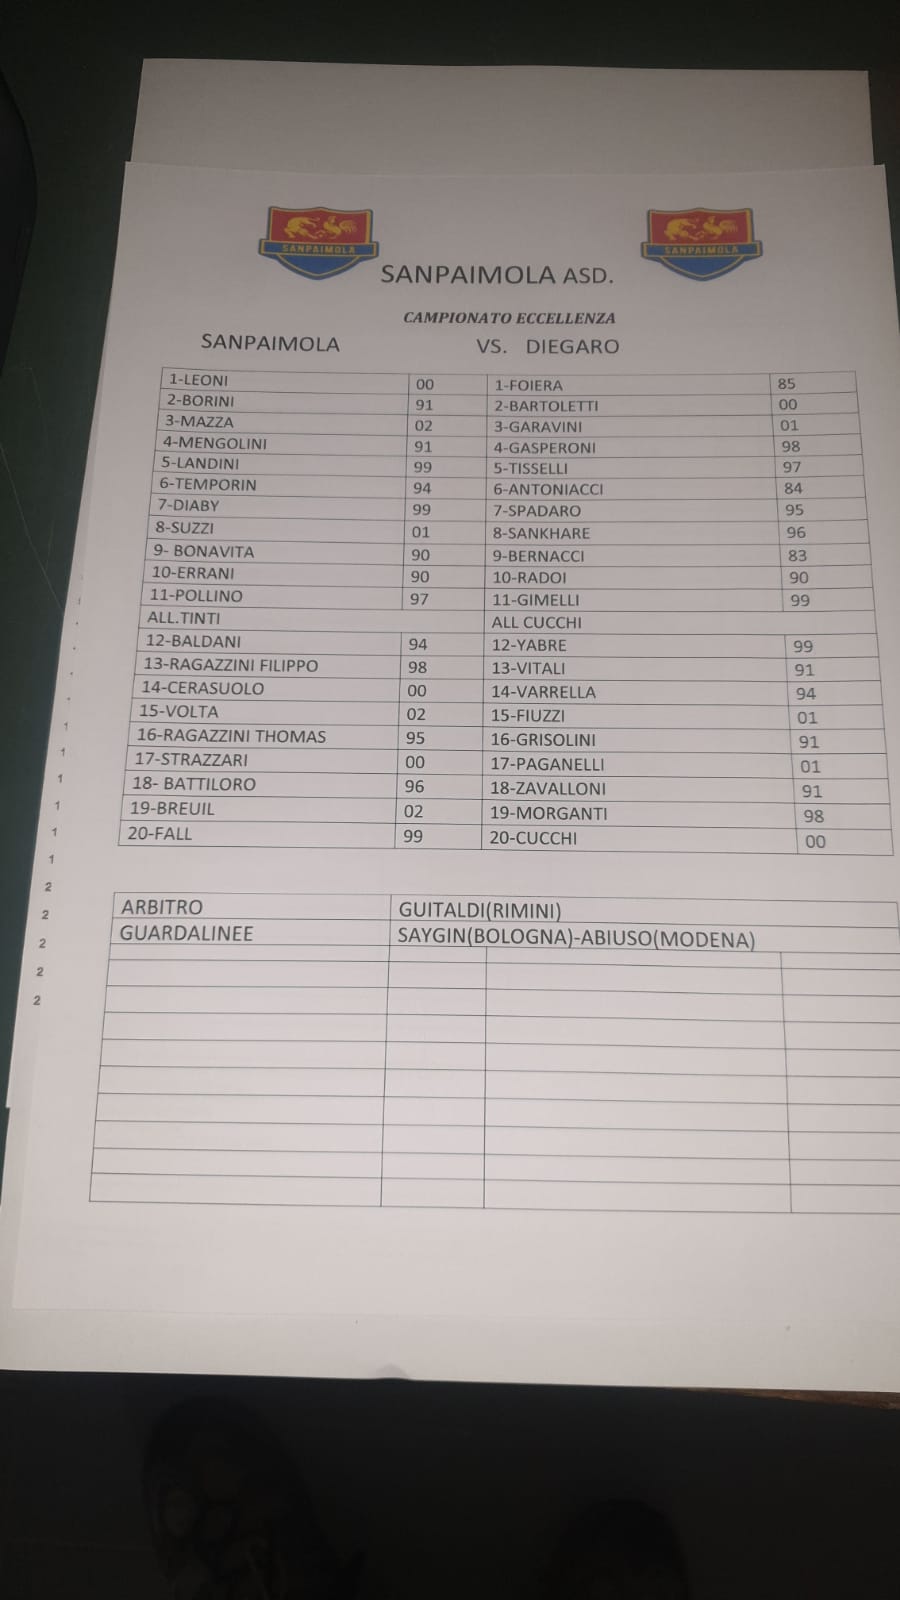 SANPAIMOLA SANPAIMOLA
SANPAIMOLA ASD.
CAMPIONATO ECCELLENZA
SANPAIMOLA VS. DIEGARO
1-LEONI 00 1-FOIERA 85
2-BORINI 91 2-BARTOLETTI 00
3-MAZZA 02 3-GARAVINI 01
4-MENGOLINI 91 4-GASPERONI 98
5-LANDINI 99 5-TISSELLI 97
6-TEMPORIN 94 6-ANTONIACCI 84
7-DIABY 99 7-SPADARO 95
8-SUZZI 01 8-SANKHARE 96
9- BONAVITA 90 9-BERNACCI 83
10-ERRANI 90 10-RADOI 90
11-POLLINO 97 11-GIMELLI 99
ALL.TINTI ALL CUCCHI
12-BALDANI 94 12-YABRE 99
13-RAGAZZINI FILIPPO 98 13-VITALI 91
14-CERASUOLO 00 14-VARRELLA 94
15-VOLTA 02 15-FIUZZI 01
16-RAGAZZINI THOMAS 95 16-GRISOLINI 91
17-STRAZZARI 00 17-PAGANELLI 01
18- BATTILORO 96 18-ZAVALLONI 91
19-BREUIL 02 19-MORGANTI 98
20-FALL 99 20-CUCCHI 00
ARBITRO GUITALDI(RIMINI)
GUARDALINEE SAYGIN(BOLOGNA)-ABIUSO(MODENA)
1
1
1
1
1
1
2
2
2
2
2